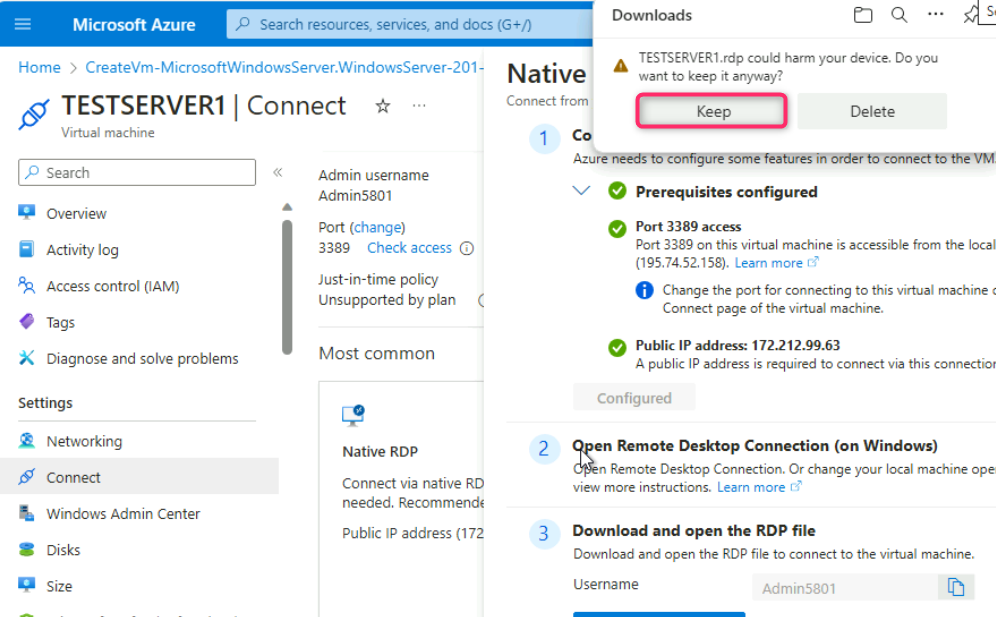 Microsoft Azure
Search resources, services, and docs (G+/)
Downloads
TESTSERVER1.rdp could harm your device. Do you
want to keep it anyway?
Keep
Delete
Home > CreateVm-MicrosoftWindowsServer.WindowsServer-201-
TESTSERVER1 | Connect
Virtual machine
Search
Overview
Activity log
Access control (IAM)
Tags
Diagnose and solve problems
Settings
Networking
Connect
Windows Admin Center
Disks
Size
Admin username
Admin5801
Port (change)
3389 Check access
Just-in-time policy
Unsupported by plan
Most common
Native RDP
Connect via native RD
needed. Recommende
Public IP address (172
Native
Connect from
1 Co
Azure needs to configure some features in order to connect to the VM.
Prerequisites configured
Port 3389 access
Port 3389 on this virtual machine is accessible from the local
(195.74.52.158). Learn more
Change the port for connecting to this virtual machine o
Connect page of the virtual machine.
Public IP address: 172.212.99.63
A public IP address is required to connect via this connection
Configured
2 Open Remote Desktop Connection (on Windows)
Open Remote Desktop Connection. Or change your local machine ope
view more instructions. Learn more
3 Download and open the RDP file
Download and open the RDP file to connect to the virtual machine.
Username
Admin5801